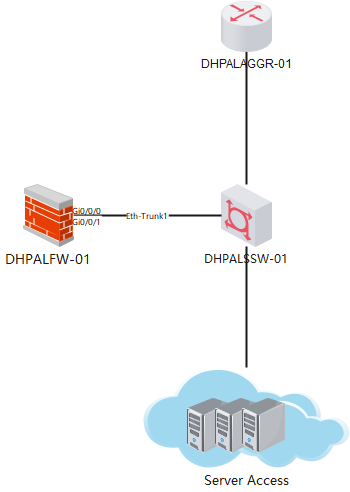 DHPALAGGR-01
Gi0/0/0
Gi0/0/1
Eth-Trunk1
DHPALFW-01
DHPALSSW-01
Server Access